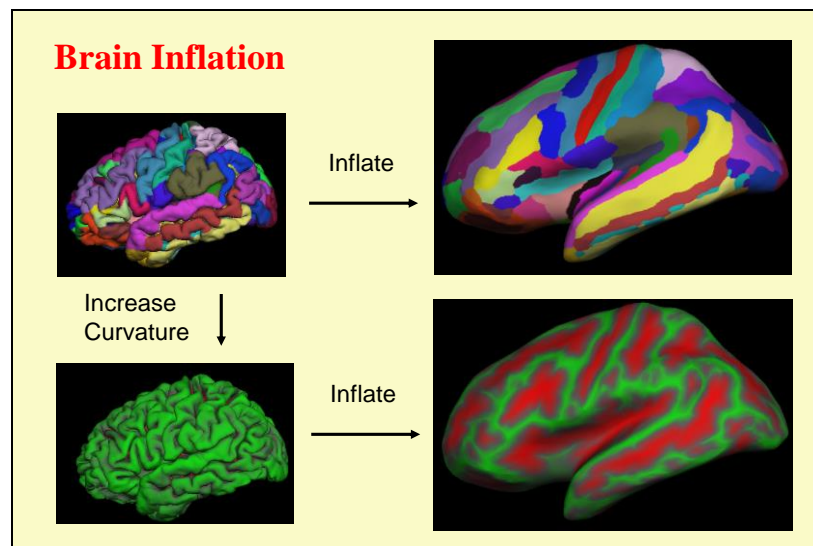 Brain Inflation
Inflate
Increase
Curvature
Inflate